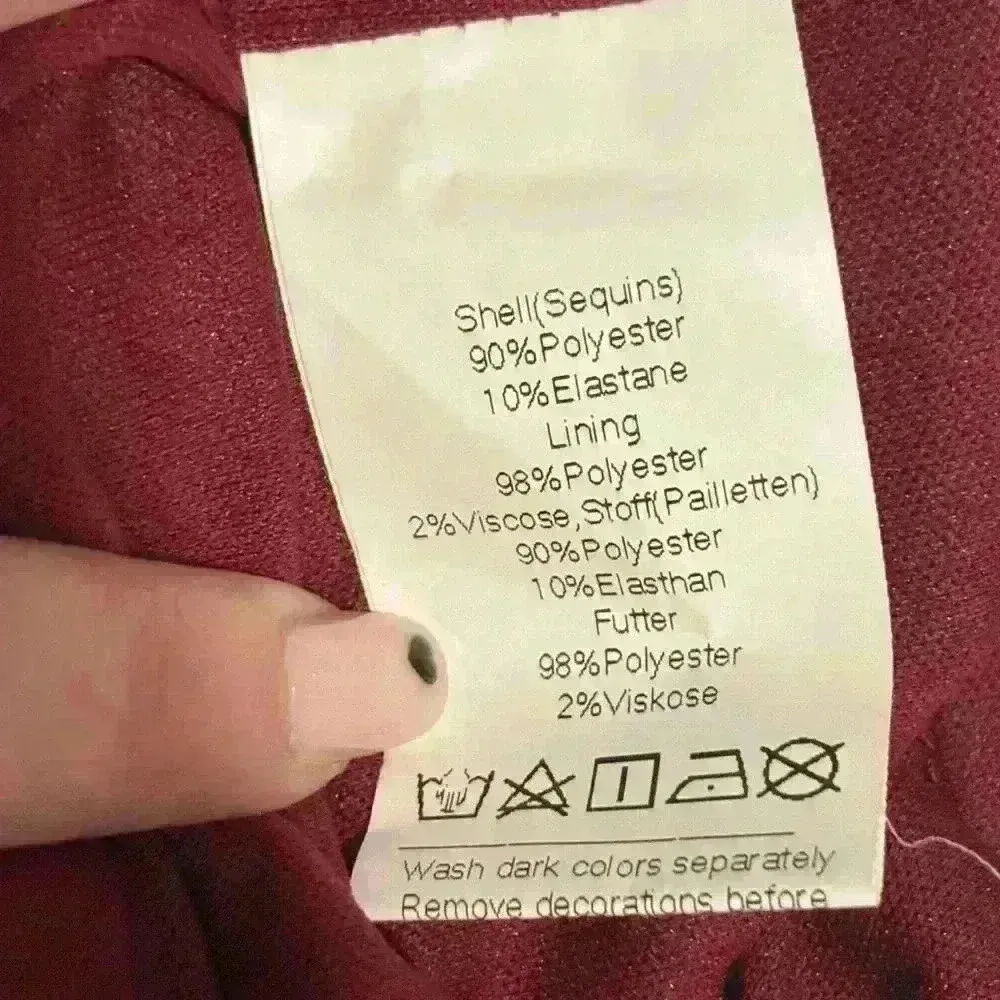 Shell(Sequins)
90%Polyester
10%Elastane
Lining
98%Polyester
2%Viscose,Stoff(Pailletten)
90%Polyester
10%Elasthan
Futter
98%Polyester
2%Viskose
Wash dark colors separately
Remove decorations before